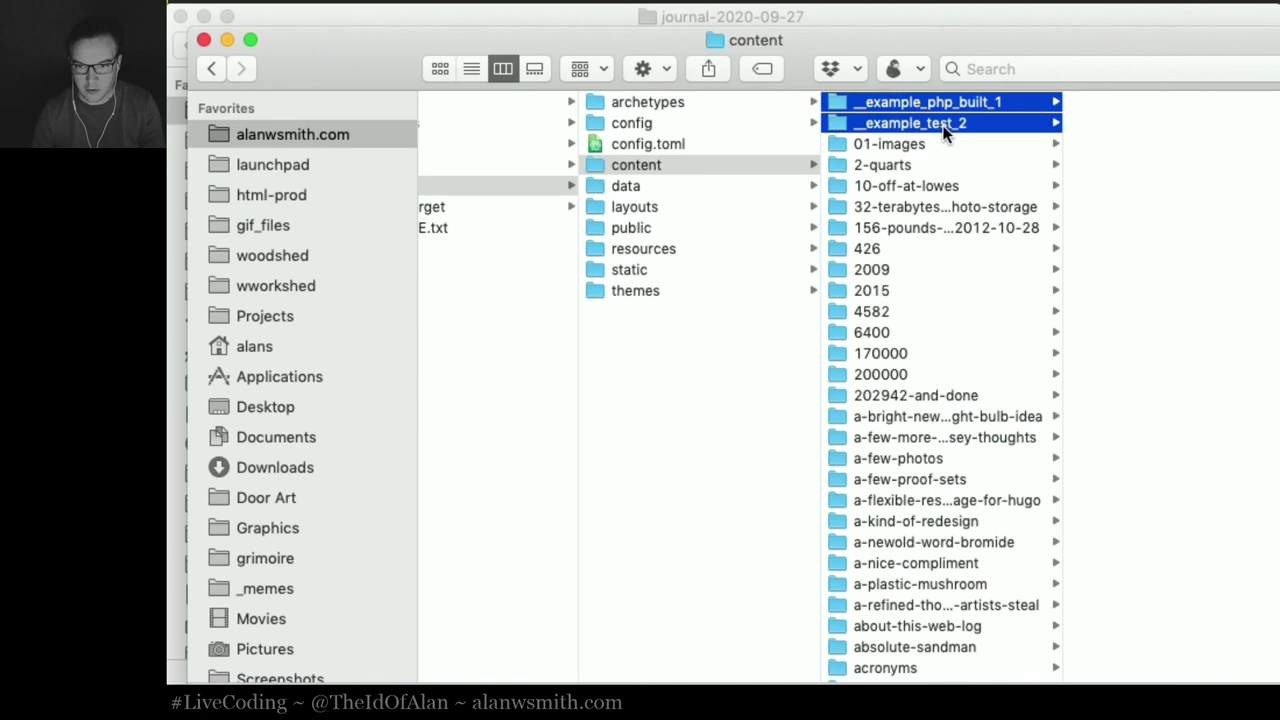 journal-2020-09-27
content
Search
Fa
Favorites
alanwsmith.com
launchpad
html-prod
gif_files
woodshed
wworkshed
Projects
alans
Applications
Desktop
Documents
Downloads
Door Art
Graphics
grimoire
_memes
Movies
Pictures
Screenshots
rget
E.txt
archetypes
config
config.toml
content
data
layouts
public
resources
static
themes
__example_php_built_1
__example_test_2
01-images
2-quarts
10-off-at-lowes
32-terabytes...hoto-storage
156-pounds-...2012-10-28
426
2009
2015
4582
6400
170000
200000
202942-and-done
a-bright-new...ght-bulb-idea
a-few-more-...sey-thoughts
a-few-photos
a-few-proof-sets
a-flexible-res...age-for-hugo
a-kind-of-redesign
a-newold-word-bromide
a-nice-compliment
a-plastic-mushroom
a-refined-tho...-artists-steal
about-this-web-log
absolute-sandman
acronyms
#LiveCoding ~ @TheIdOfAlan ~ alanwsmith.com